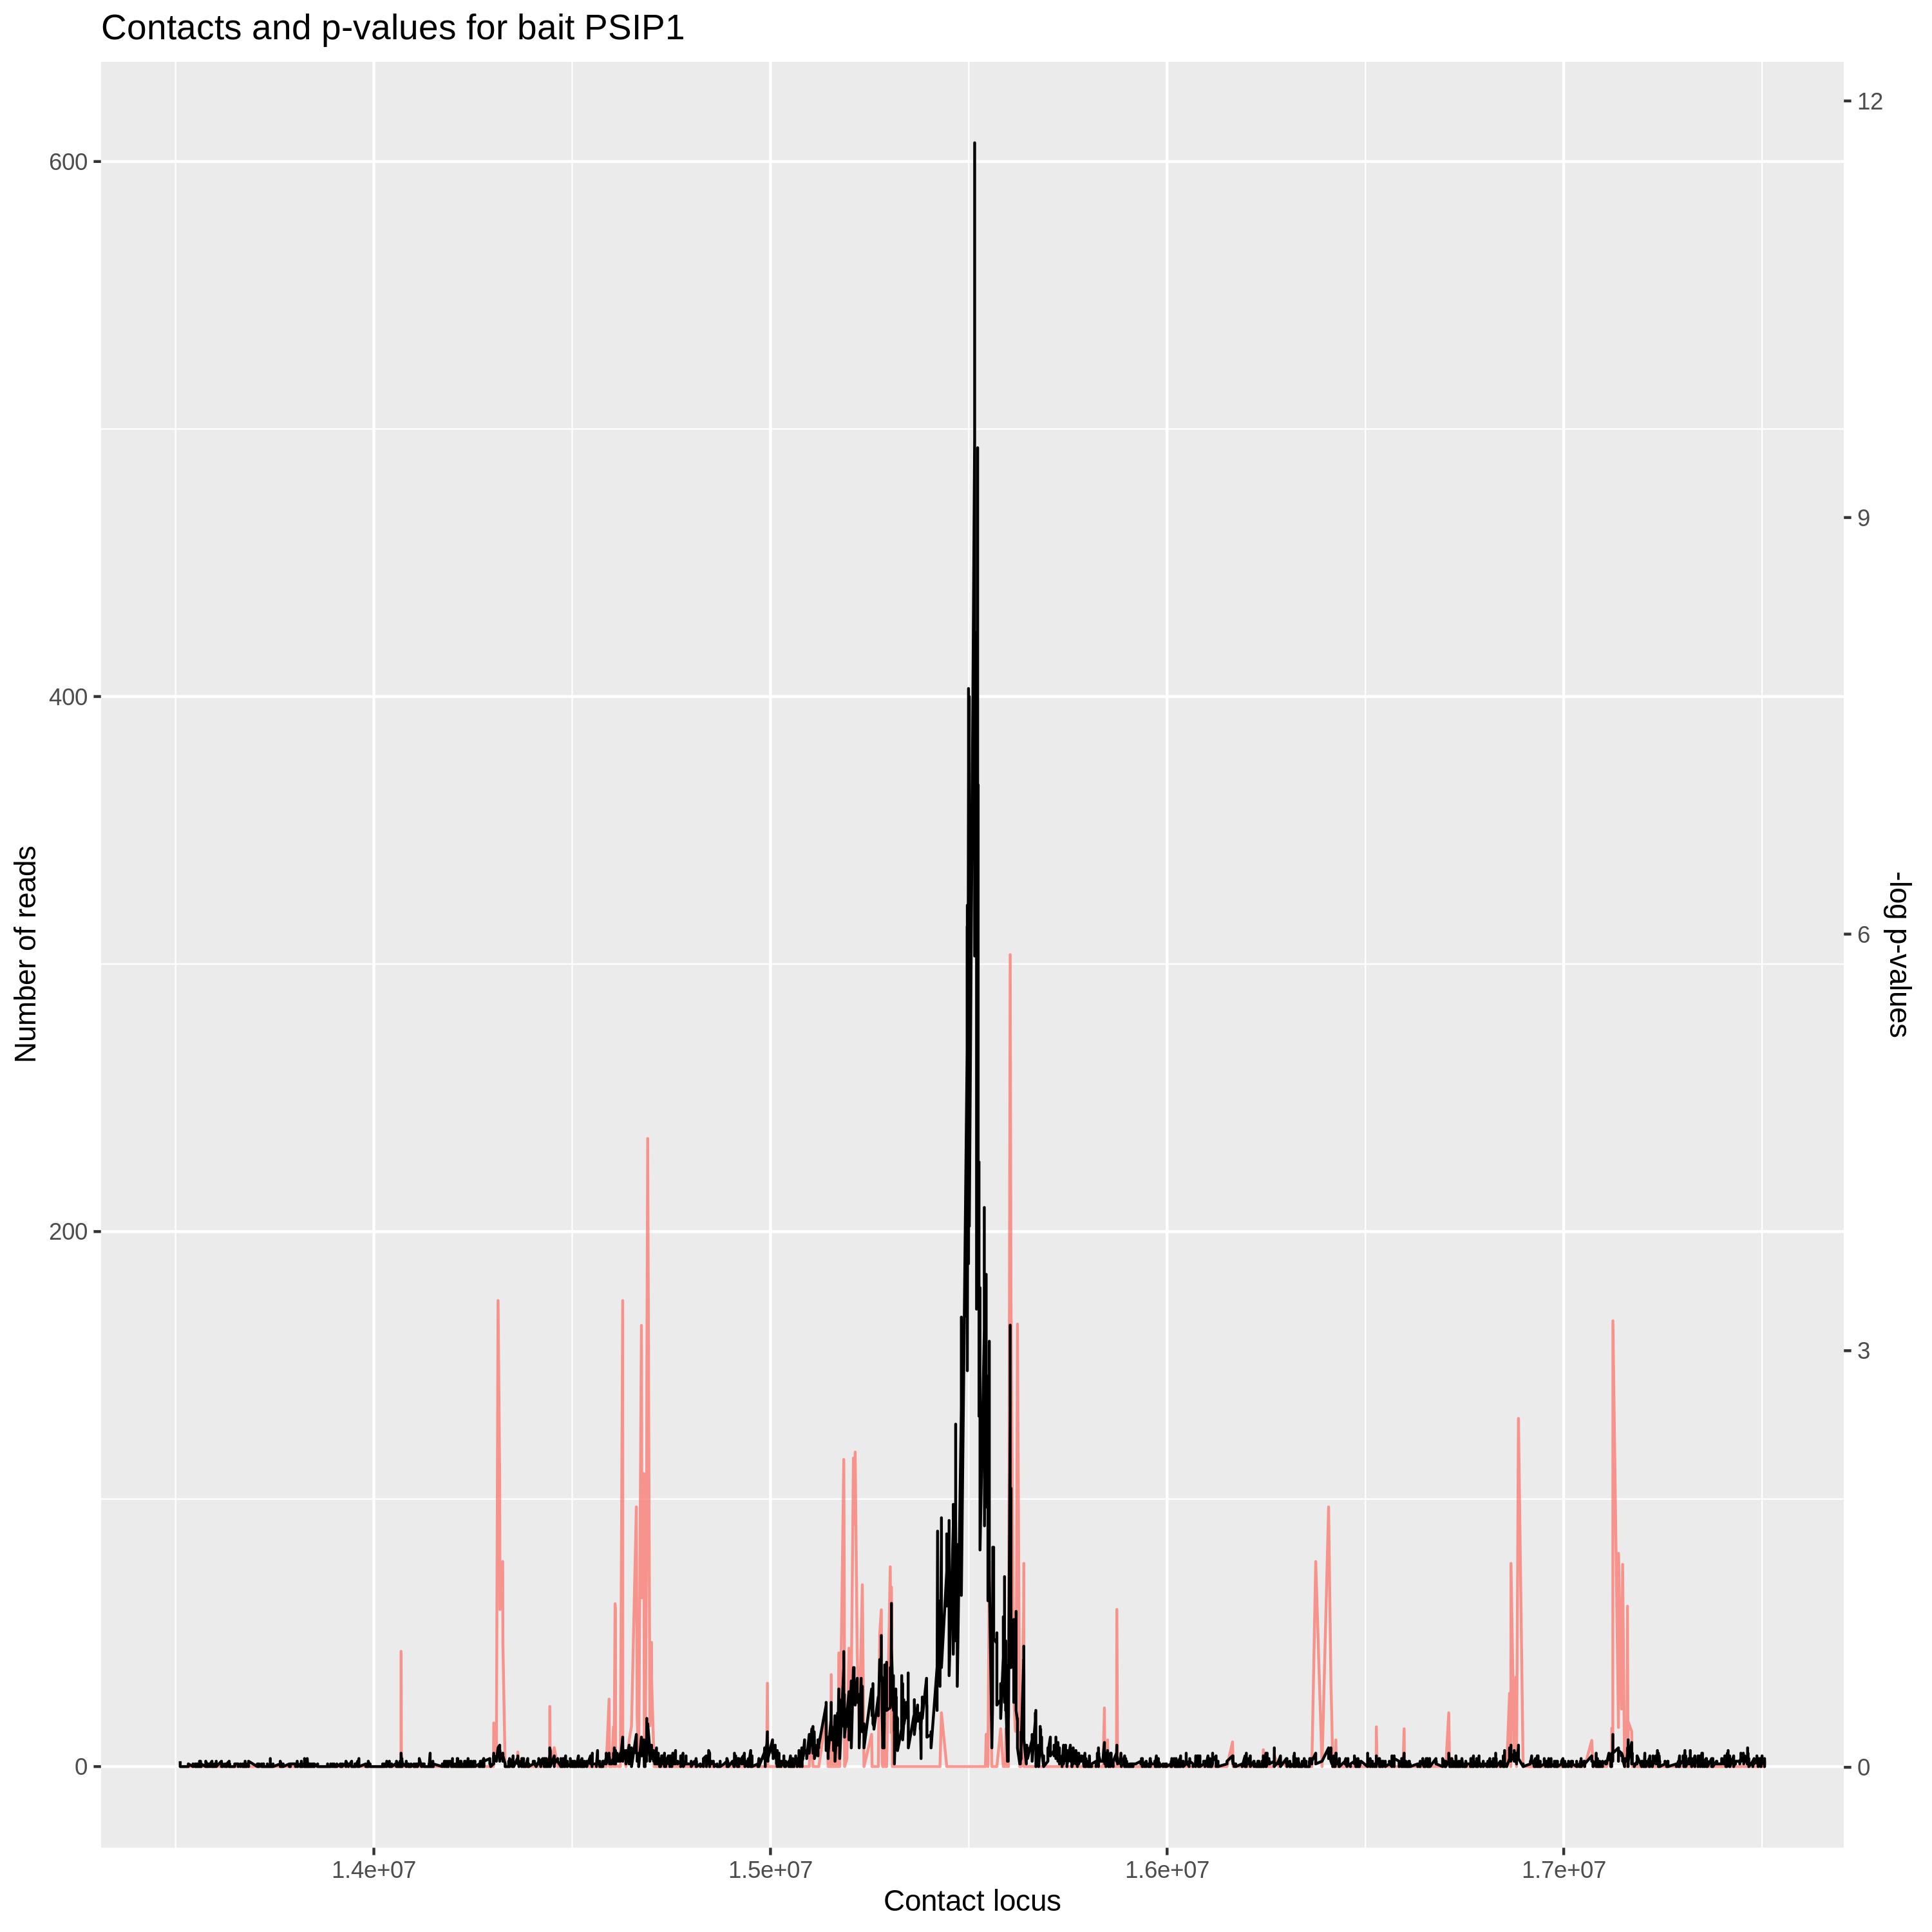 Contacts and p-values for bait PSIP1
12
600
9
400
Number of reads
6
-log p-values
200
3
0
0
1.4e+07
1.5e+07
1.6e+07
1.7e+07
Contact locus